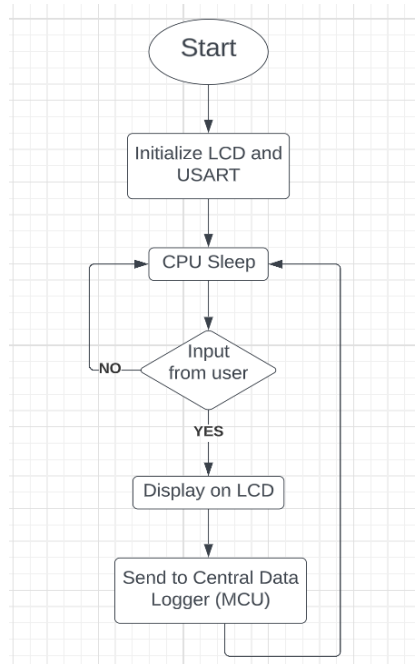 Start
Initialize LCD and
USART
CPU Sleep
Input
from user
NO
YES
Display on LCD
Send to Central Data
Logger (MCU)